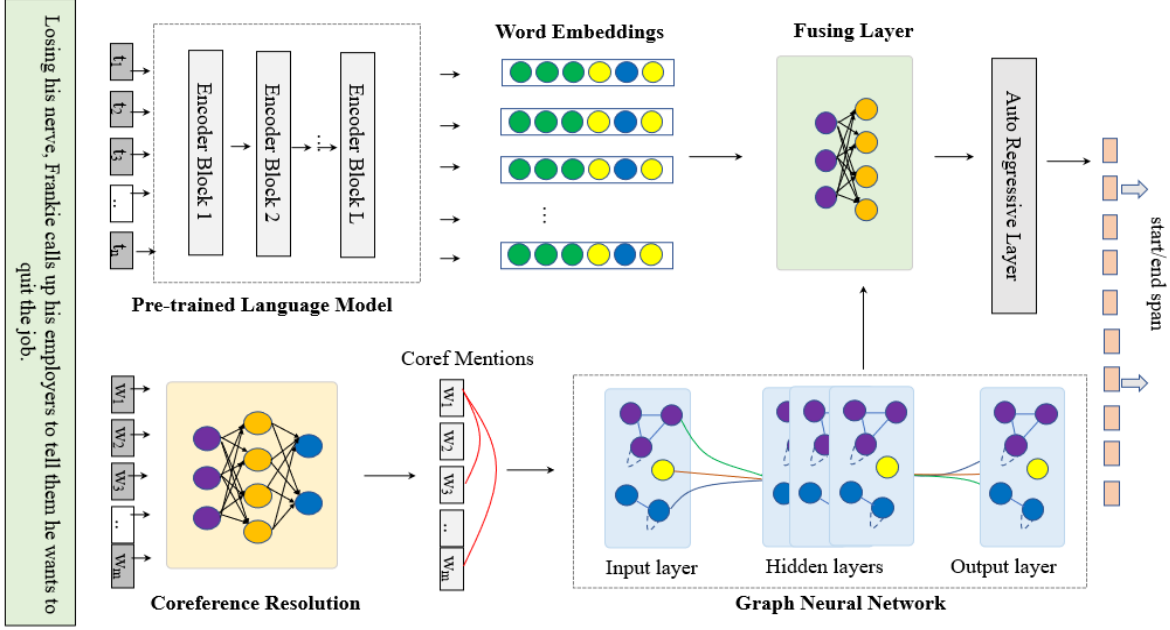 Losing his nerve, Frankie calls up his employers to tell them he wants to
quit the job.
t1
t2
t3
..
tn
Encoder Block 1
Encoder Block 2
...
Encoder Block L
Pre-trained Language Model
Word Embeddings
...
Fusing Layer
Auto Regressive Layer
start/end span
w1
w2
w3
..
wm
Coreference Resolution
Coref Mentions
w1
w2
w3
..
wm
Input layer
Hidden layers
Output layer
Graph Neural Network